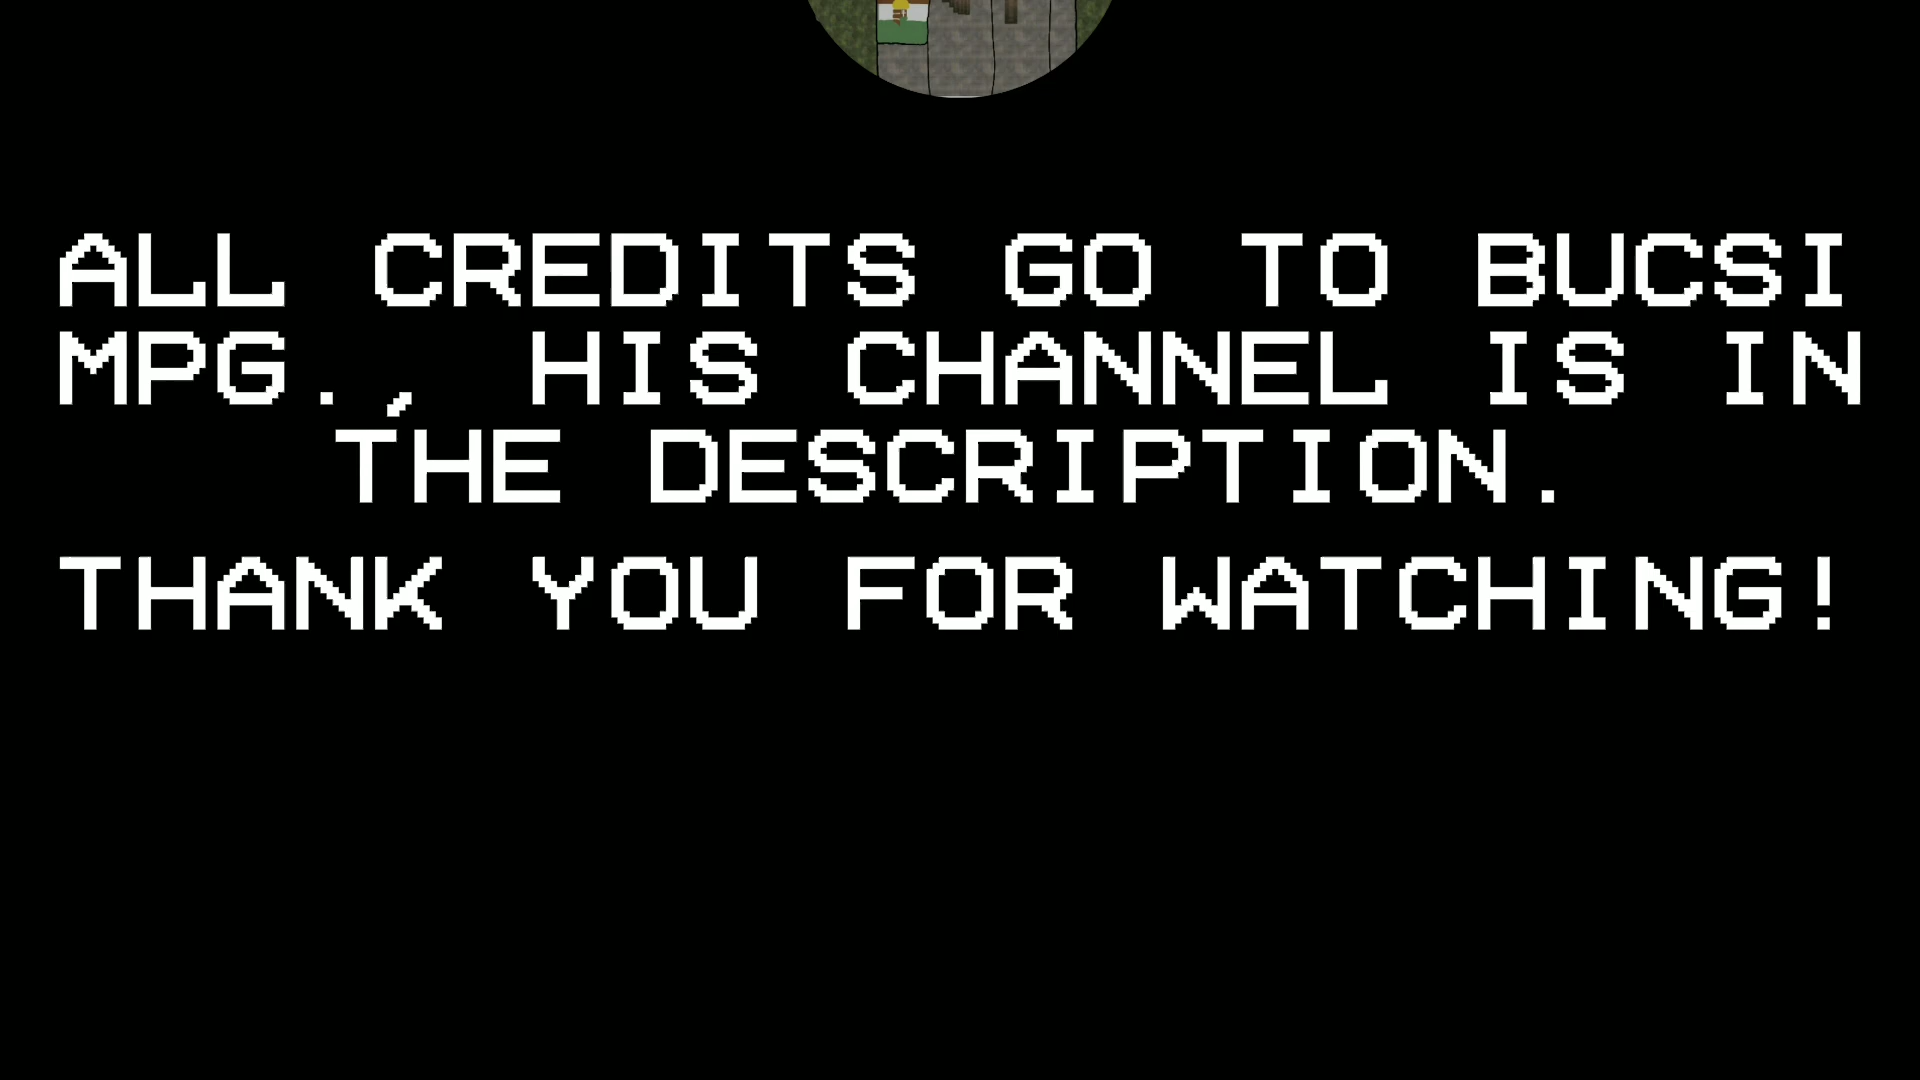 ALL CREDITS GO TO BUCSI
MPG., HIS CHANNEL IS IN
THE DESCRIPTION.
THANK YOU FOR WATCHING!